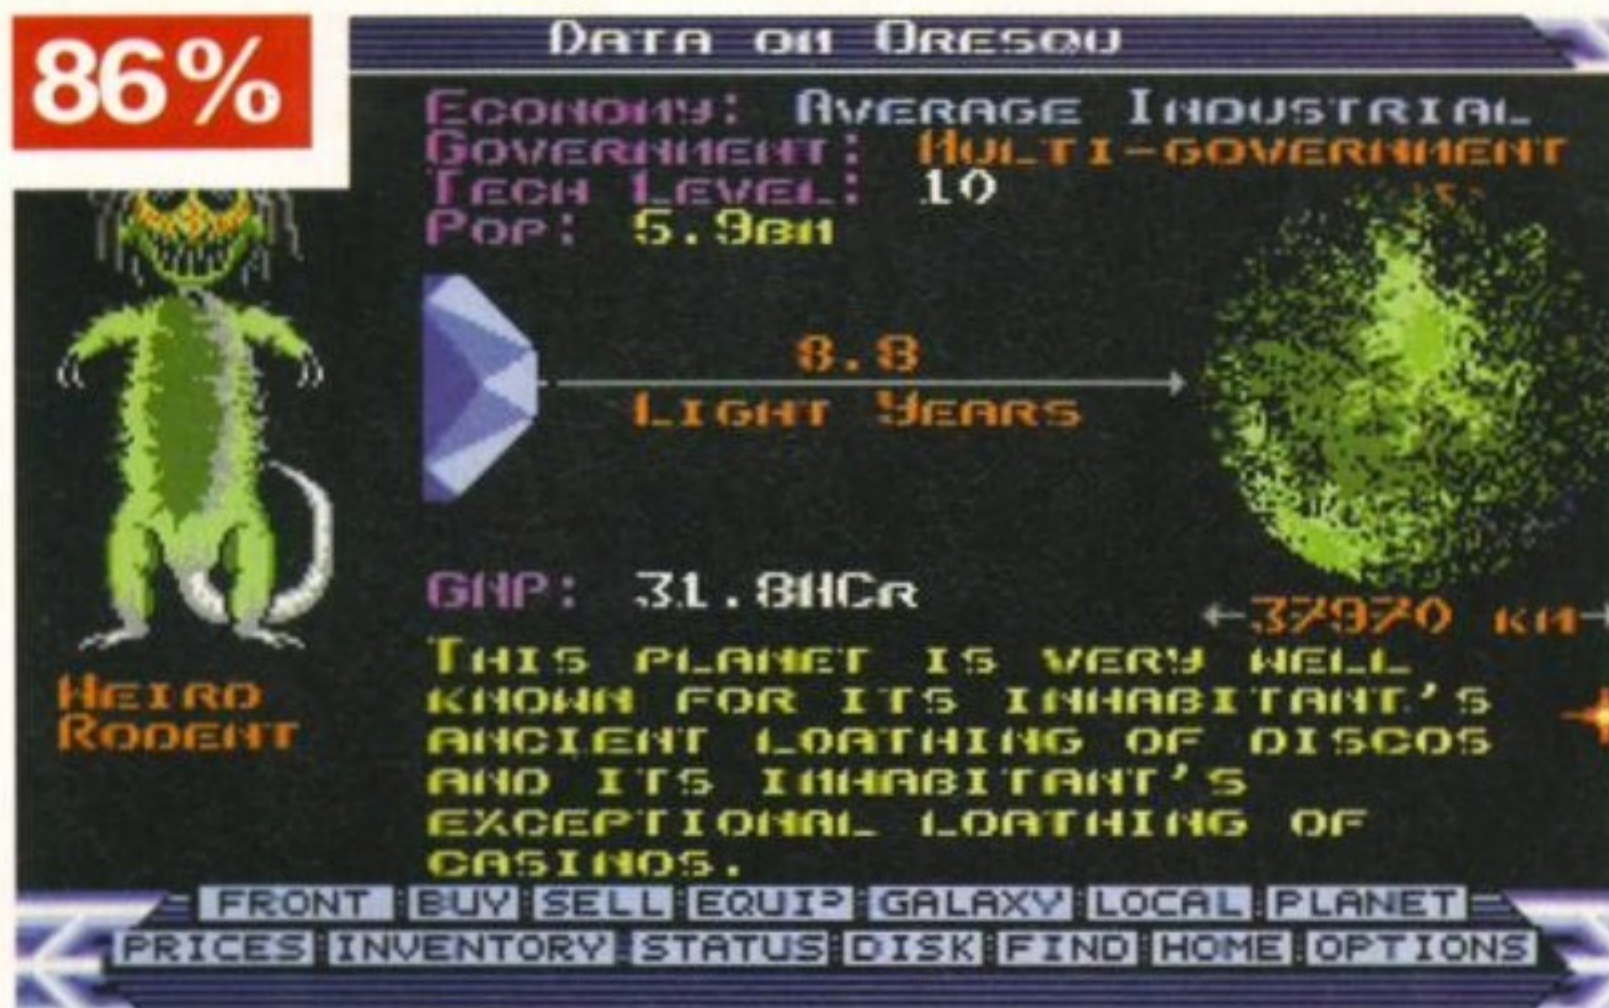 86%
DATA ON ORESQU
ECONOMY: AVERAGE INDUSTRIAL
GOVERNMENT: MULTI-GOVERNMENT
TECH LEVEL: 10
POP: 5.9BN
8.8
LIGHT YEARS
GNP: 31.8MCR
37970 KM
WEIRD
RODENT
THIS PLANET IS VERY WELL
KNOWN FOR ITS INHABITANT'S
ANCIENT LOATHING OF DISCOS
AND ITS INHABITANT'S
EXCEPTIONAL LOATHING OF
CASINOS.
FRONT BUY SELL EQUIP GALAXY LOCAL PLANET
PRICES INVENTORY STATUS DISK FIND HOME OPTIONS